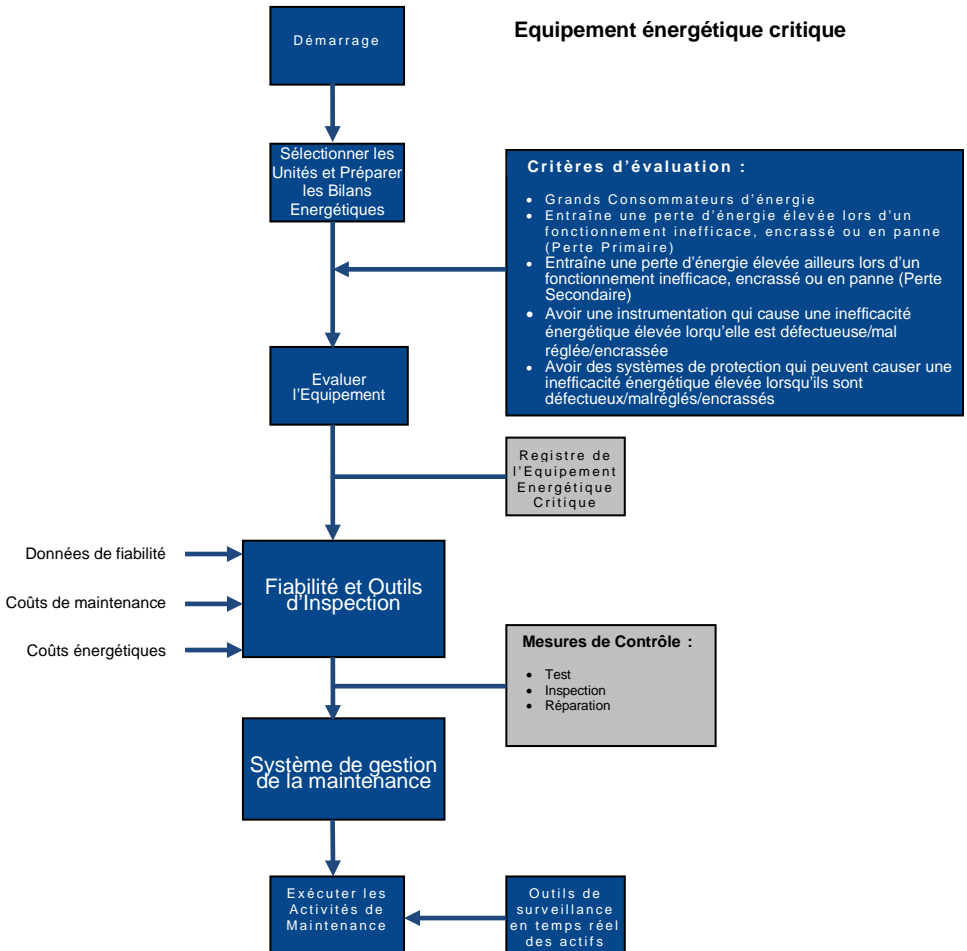 Equipement énergétique critique
Démarrage
Sélectionner les
Unités et Préparer
les Bilans
Energétiques
Critères d'évaluation :
• Grands Consommateurs d'énergie
• Entraîne une perte d'énergie élevée lors d'un
fonctionnement inefficace, encrassé ou en panne
(Perte Primaire)
• Entraîne une perte d'énergie élevée ailleurs lors d'un
fonctionnement inefficace, encrassé ou en panne (Perte
Secondaire)
• Avoir une instrumentation qui cause une inefficacité
énergétique élevée lorqu'elle est défectueuse/mal
réglée/encrassée
• Avoir des systèmes de protection qui peuvent causer une
inefficacité énergétique élevée lorsqu'ils sont
défectueux/malréglés/encrassés
Evaluer
l'Equipement
Registre de
l'Equipement
Energétique
Critique
Données de fiabilité
Coûts de maintenance
Coûts énergétiques
Fiabilité et Outils
d'Inspection
Mesures de Contrôle :
• Test
• Inspection
• Réparation
Système de gestion
de la maintenance
Exécuter les
Activités de
Maintenance
Outils de
surveillance
en temps réel
des actifs